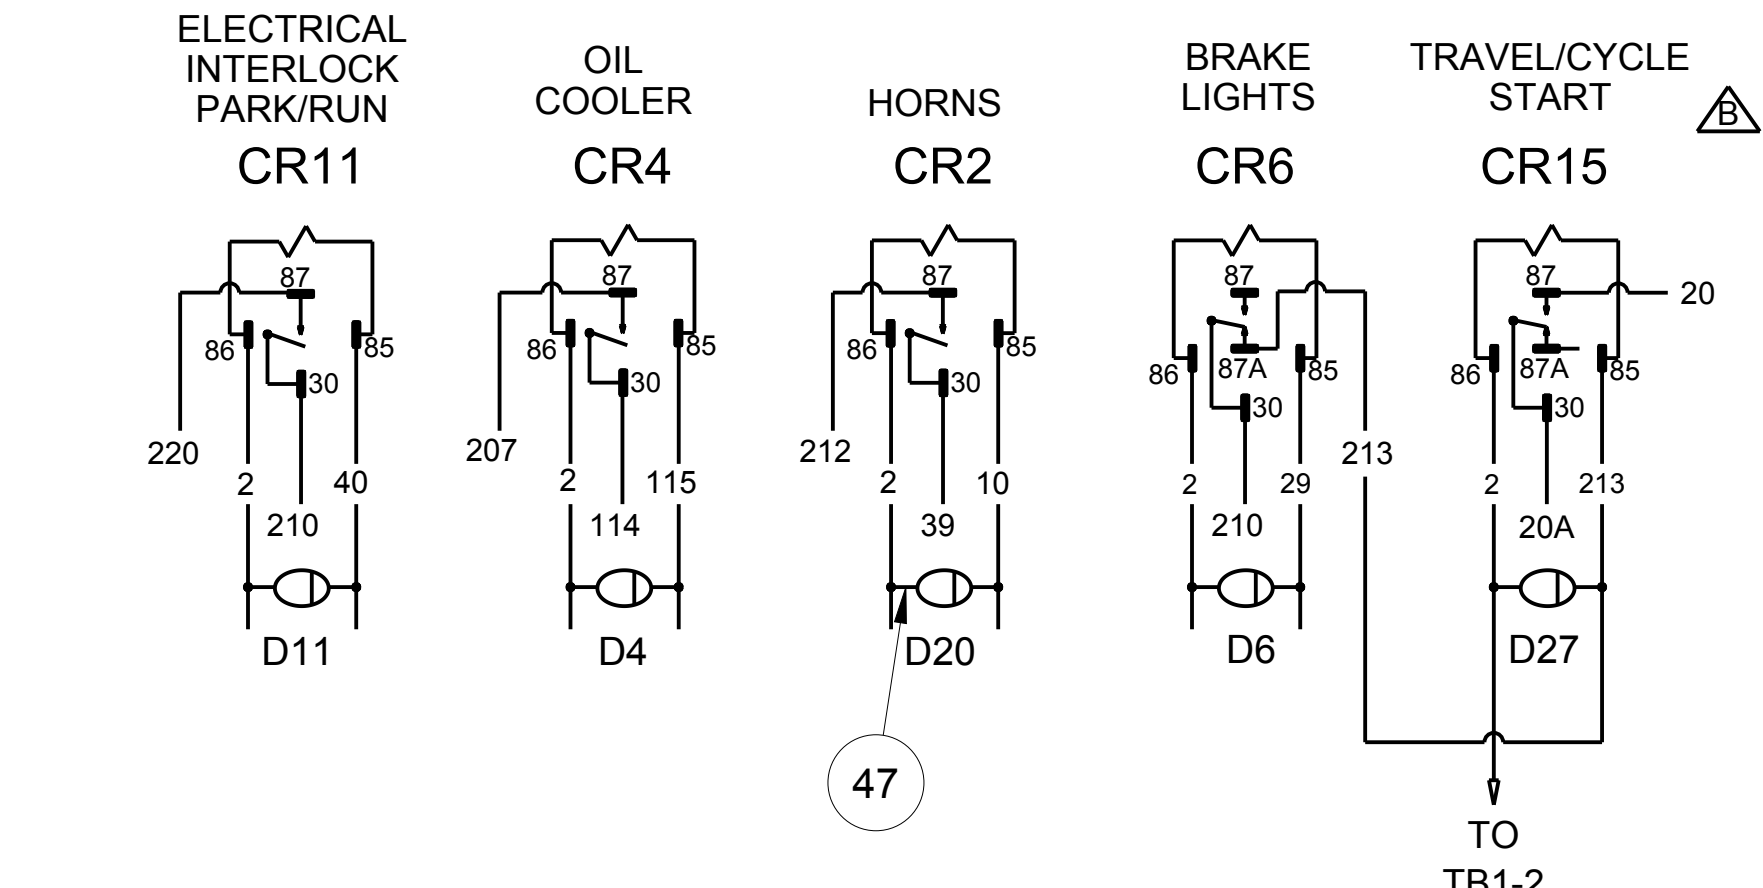 ELECTRICAL
INTERLOCK
PARK/RUN
CR11
87
86
85
30
220
2
40
210
D11
OIL
COOLER
CR4
87
86
85
30
207
2
115
114
D4
HORNS
CR2
87
86
85
30
212
2
10
39
D20
47
BRAKE
LIGHTS
CR6
87
86
87A
85
30
213
2
29
210
D6
TRAVEL/CYCLE
START
B
CR15
87
20
86
87A
85
30
2
213
20A
D27
TO
TB1-2